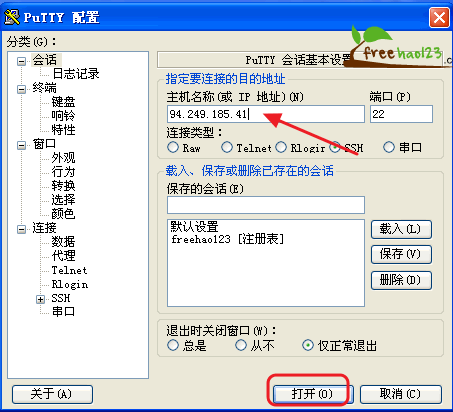 PuTTY 配置
分类(G):
会话
日志记录
终端
键盘
响铃
特性
窗口
外观
行为
转换
选择
颜色
连接
数据
代理
Telnet
Rlogin
SSH
串口
PuTTY 会话基本设置
freehao123
指定要连接的目的地址
主机名称(或 IP 地址)(N) 端口(P)
94.249.185.41 22
连接类型:
Raw Telnet Rlogin SSH 串口
载入、保存或删除已存在的会话
保存的会话(E)
默认设置
freehao123 [注册表]
载入(L)
保存(V)
删除(D)
退出时关闭窗口(W):
总是 从不 仅正常退出
关于(A) 打开(O) 取消(C)